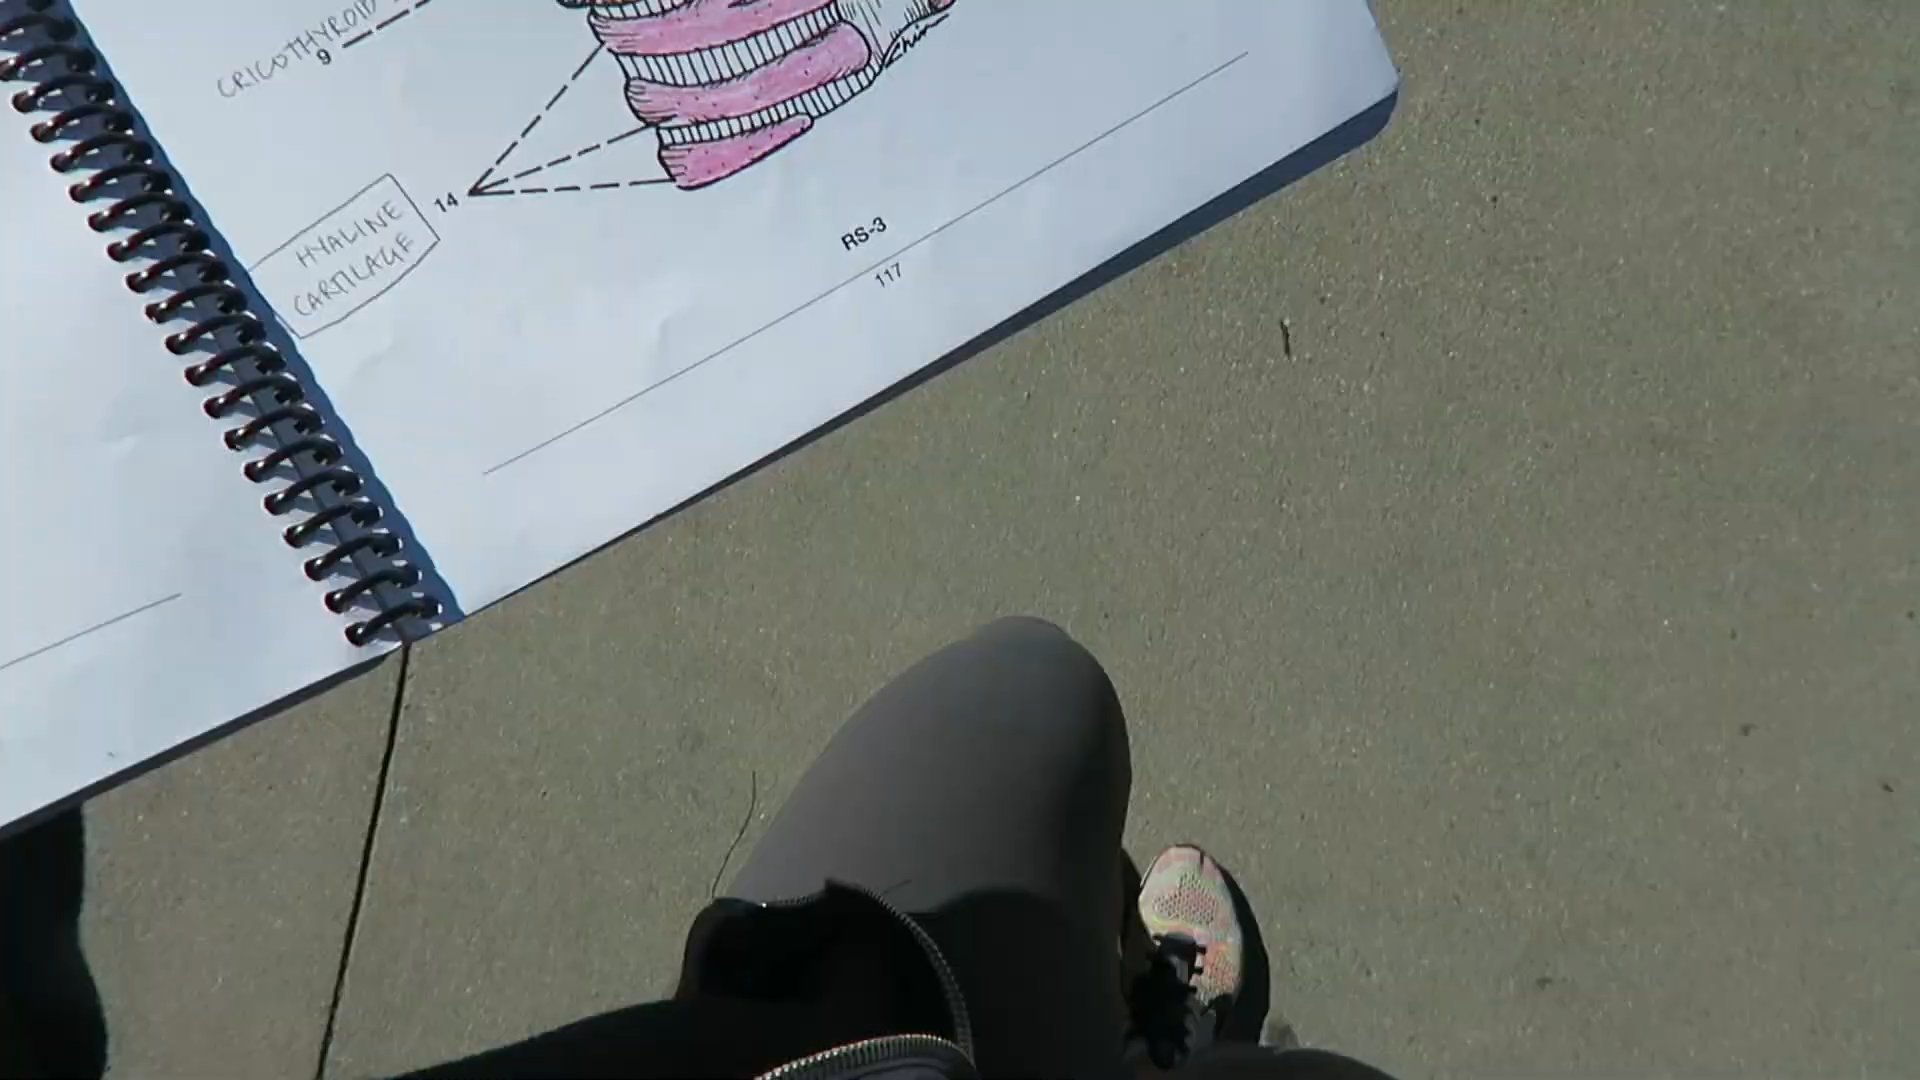 CRICOTHYROID
9
14
HYALINE
CARTILAGE
RS-3
117